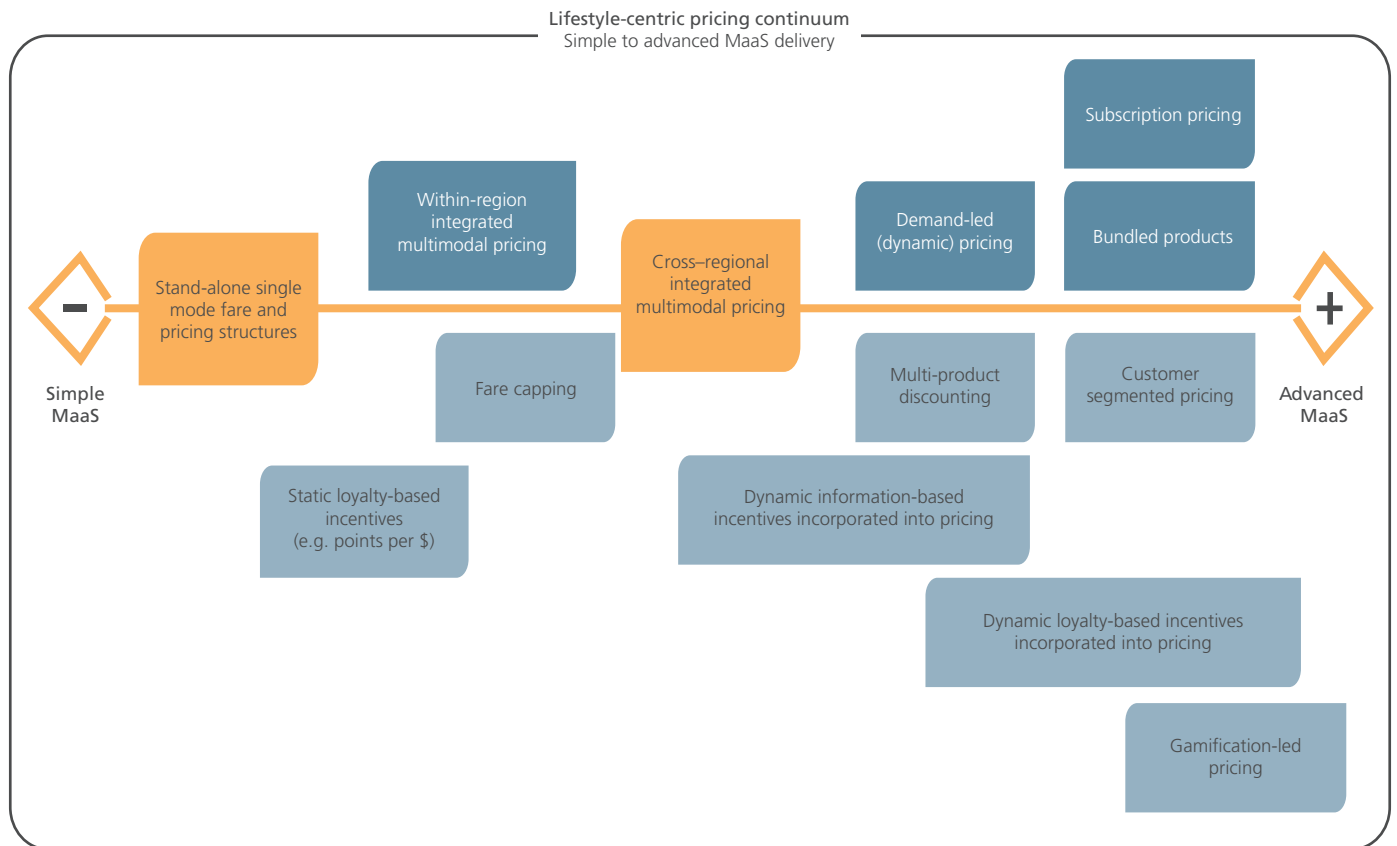 Lifestyle-centric pricing continuum
Simple to advanced MaaS delivery
Subscription pricing
Within-region
integrated
multimodal pricing
Demand-led
(dynamic) pricing
Bundled products
Stand-alone single
mode fare and
pricing structures
Cross–regional
integrated
multimodal pricing
Simple
MaaS
Fare capping
Multi-product
discounting
Customer
segmented pricing
Advanced
MaaS
Static loyalty-based
incentives
(e.g. points per $)
Dynamic information-based
incentives incorporated into pricing
Dynamic loyalty-based incentives
incorporated into pricing
Gamification-led
pricing